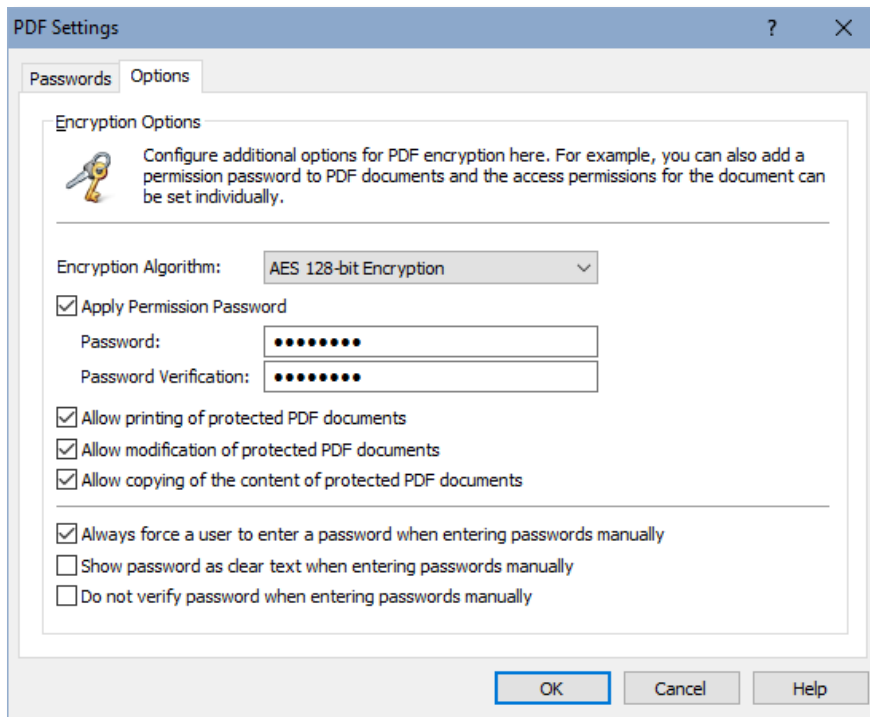 PDF Settings
?
Passwords
Options
Encryption Options
Configure additional options for PDF encryption here. For example, you can also add a
permission password to PDF documents and the access permissions for the document can
be set individually.
Encryption Algorithm:
AES 128-bit Encryption
Apply Permission Password
Password:
●●●●●●●●
Password Verification:
●●●●●●●●
Allow printing of protected PDF documents
Allow modification of protected PDF documents
Allow copying of the content of protected PDF documents
Always force a user to enter a password when entering passwords manually
Show password as clear text when entering passwords manually
Do not verify password when entering passwords manually
OK
Cancel
Help